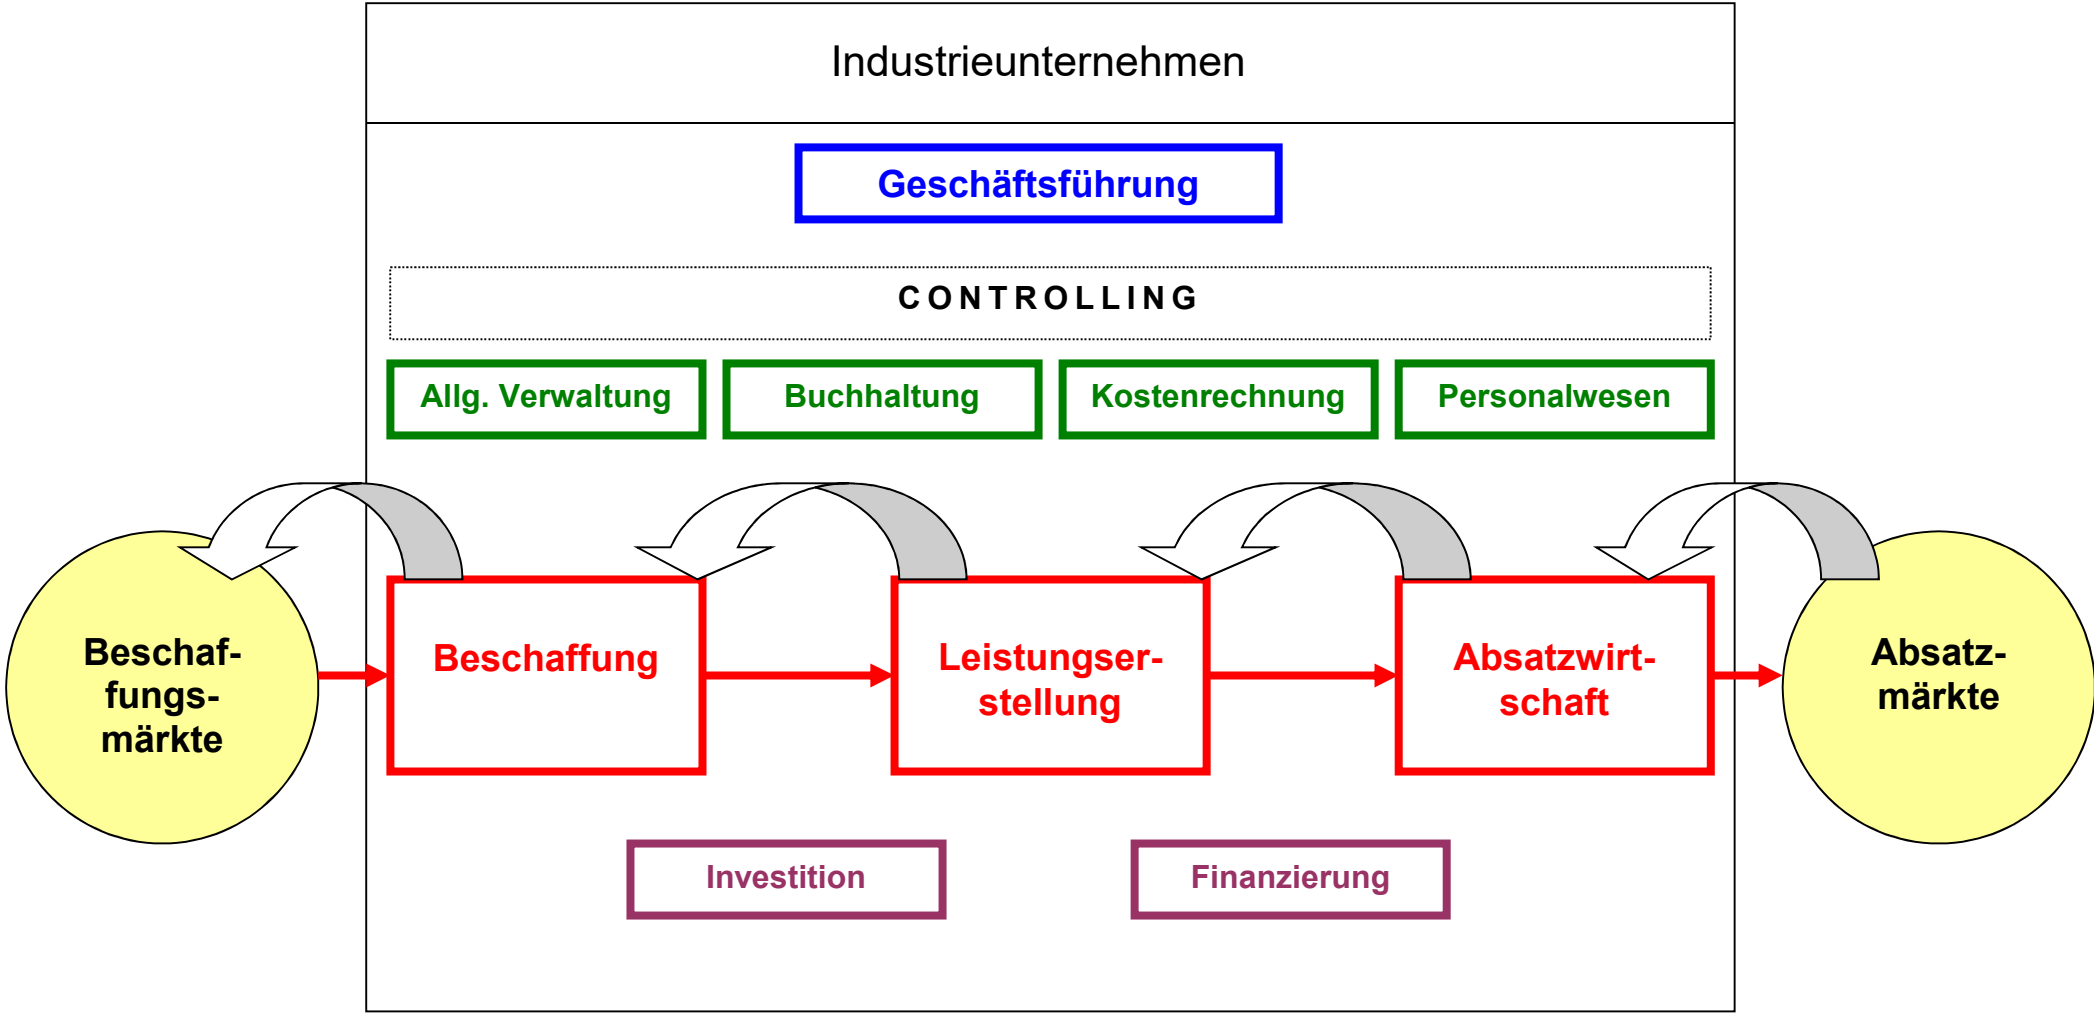 Industrieunternehmen
Geschäftsführung
CONTROLLING
Allg. Verwaltung
Buchhaltung
Kostenrechnung
Personalwesen
Beschaf-
fungs-
märkte
Beschaffung
Leistungser-
stellung
Absatzwirt-
schaft
Absatz-
märkte
Investition
Finanzierung